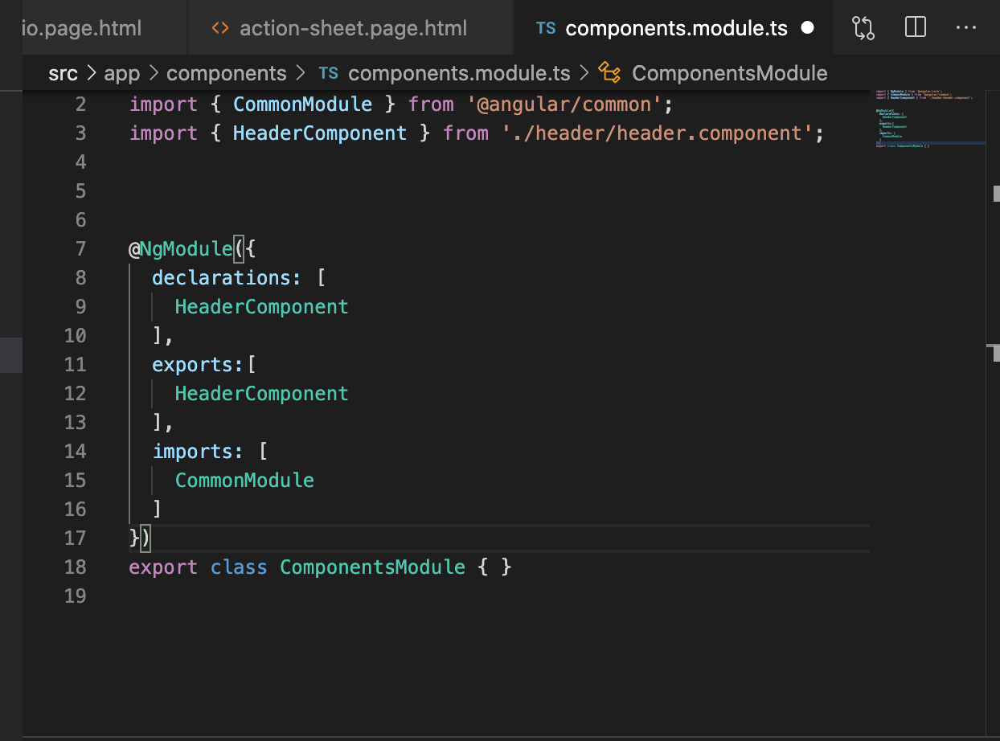 io.page.html
<> action-sheet.page.html
TS components.module.ts
src > app > components > TS components.module.ts > ComponentsModule
2 import { CommonModule } from '@angular/common';
3 import { HeaderComponent } from './header/header.component';
4
5
6
7 @NgModule({
8 declarations: [
9 HeaderComponent
10 ],
11 exports:[
12 HeaderComponent
13 ],
14 imports: [
15 CommonModule
16 ]
17 })
18 export class ComponentsModule { }
19